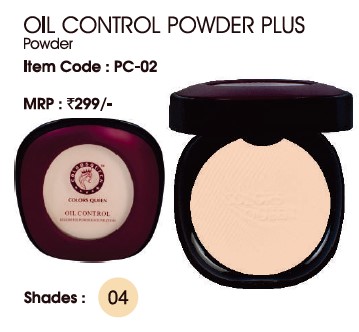 OIL CONTROL POWDER PLUS
Powder
Item Code : PC-02
MRP : ₹299/-
COLORS QUEEN
OIL CONTROL
Shades : 04